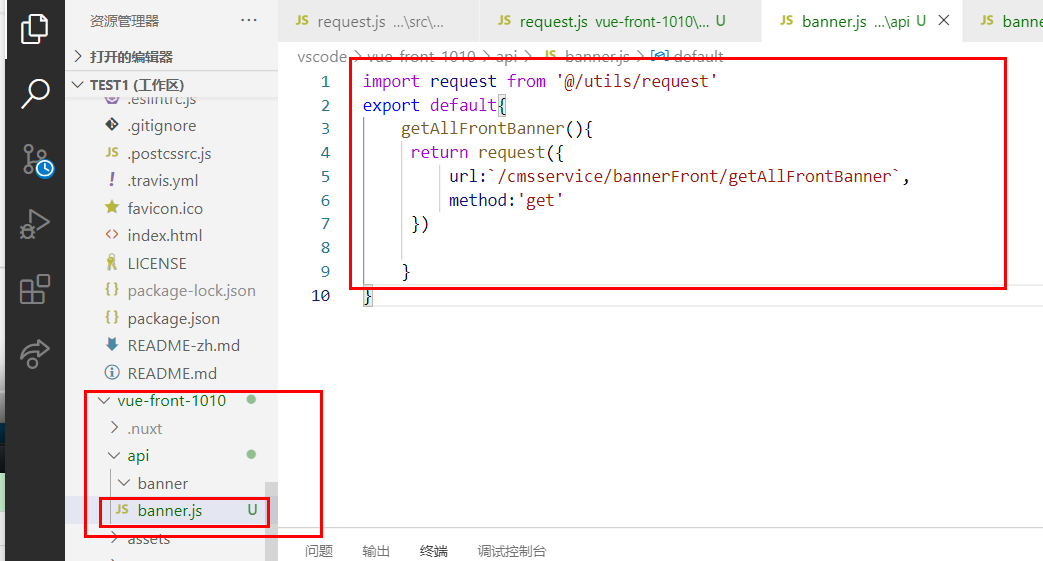 资源管理器 ···
打开的编辑器
TEST1 (工作区)
.eslintrc.js
.gitignore
JS .postcssrc.js
! .travis.yml
favicon.ico
<> index.html
LICENSE
{} package-lock.json
{} package.json
README-zh.md
README.md
vue-front-1010
.nuxt
api
banner
JS banner.js U
assets
JS request.js ...\src\...
JS request.js vue-front-1010\... U
JS banner.js ...\api U
JS banne
vscode > vue-front-1010 > api > JS banner.js > default
1 import request from '@/utils/request'
2 export default{
3 getAllFrontBanner(){
4 return request({
5 url:`/cmsservice/bannerFront/getAllFrontBanner`,
6 method:'get'
7 })
8
9 }
10 }
问题 输出 终端 调试控制台